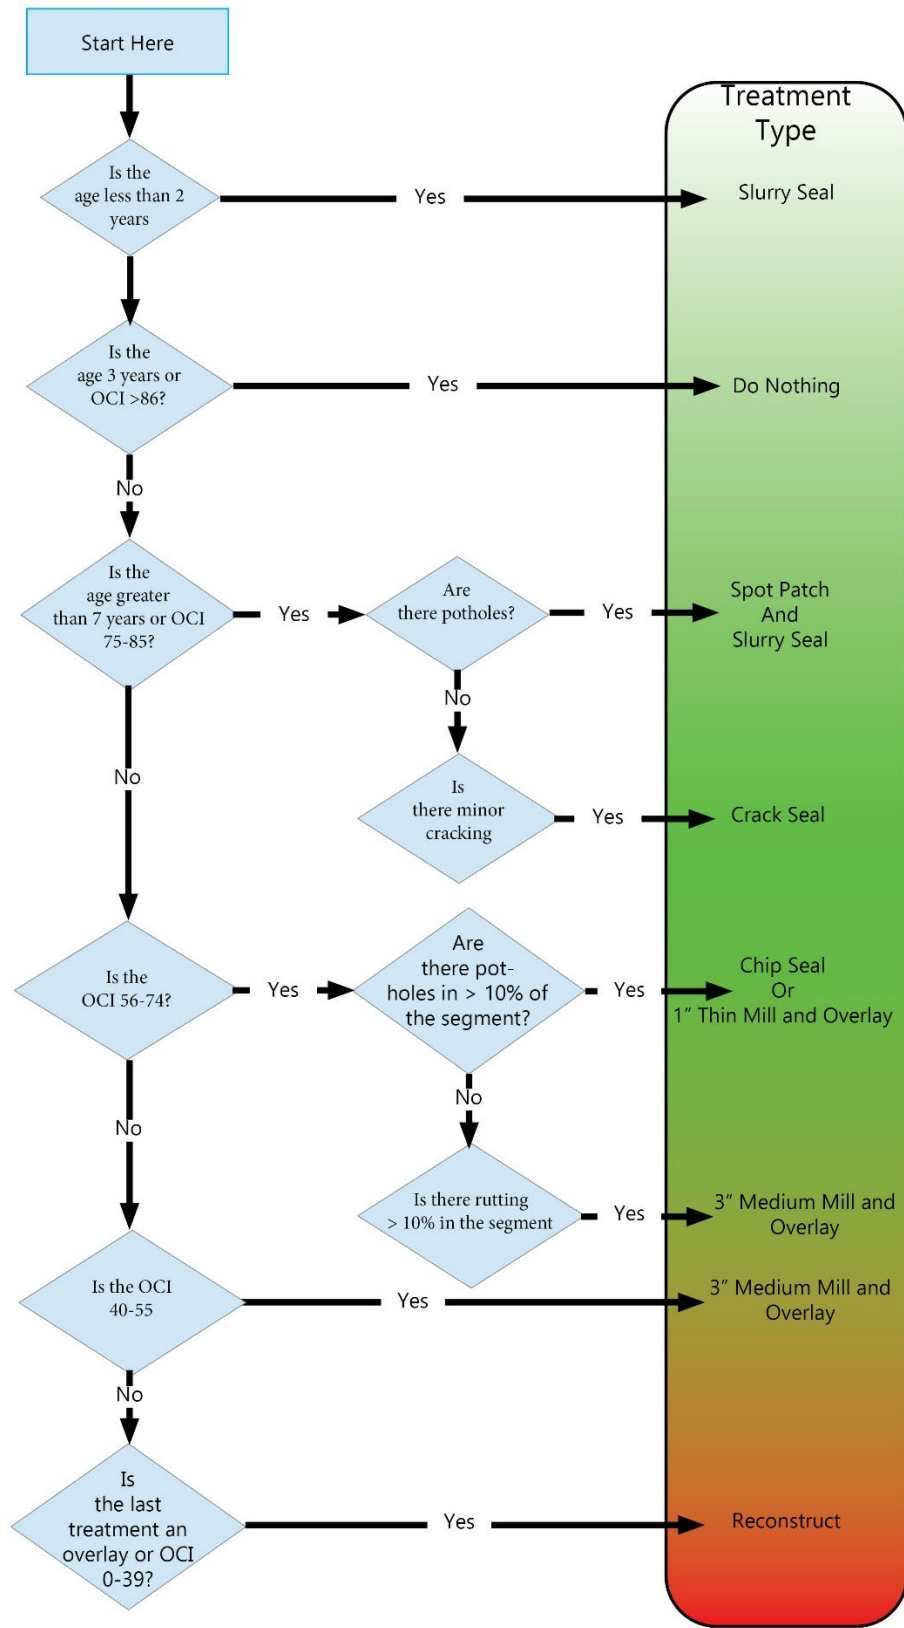 Start Here
Treatment
Type
Is the
age less than 2
years
Yes
Slurry Seal
Is the
age 3 years or
OCI >86?
Yes
Do Nothing
No
Is the
age greater
than 7 years or OCI
75-85?
Yes
Are
there potholes?
Yes
Spot Patch
And
Slurry Seal
No
No
Is
there minor
cracking
Yes
Crack Seal
Is the
OCI 56-74?
Yes
Are
there pot-
holes in > 10% of
the segment?
Yes
Chip Seal
Or
1" Thin Mill and Overlay
No
No
Is there rutting
> 10% in the segment
Yes
3" Medium Mill and
Overlay
Is the OCI
40-55
Yes
3" Medium Mill and
Overlay
No
Is
the last
treatment an
overlay or OCI
0-39?
Yes
Reconstruct